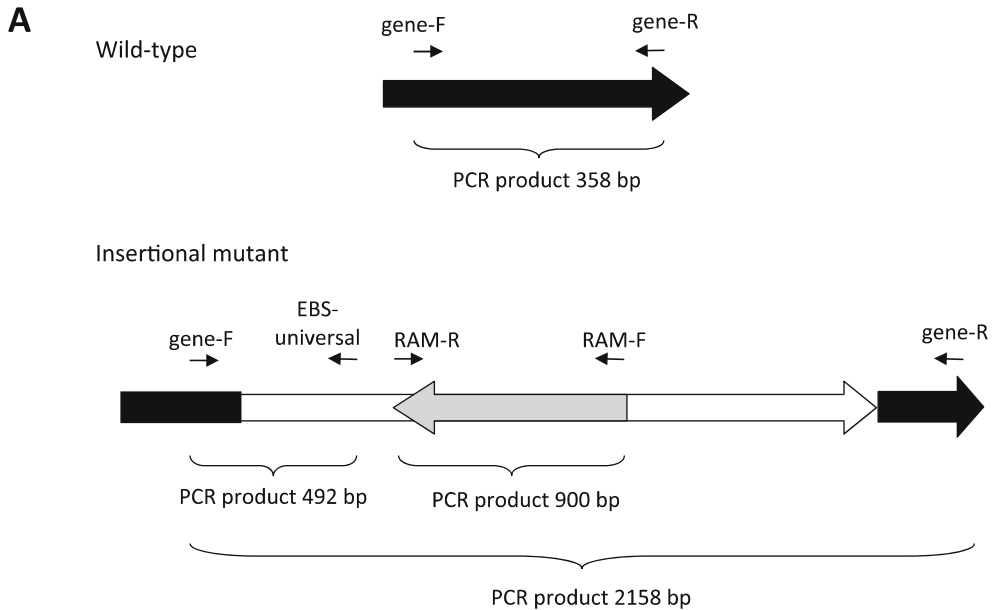 A
Wild-type
gene-F
gene-R
PCR product 358 bp
Insertional mutant
gene-F
EBS-
universal
RAM-R
RAM-F
gene-R
PCR product 492 bp
PCR product 900 bp
PCR product 2158 bp